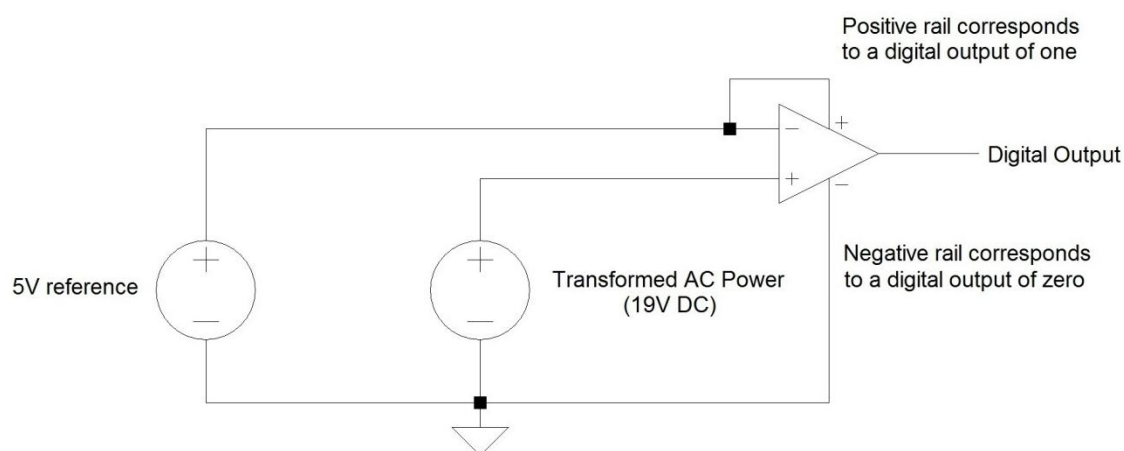 Positive rail corresponds
to a digital output of one
+
−
Digital Output
+
−
+
+
5V reference
Transformed AC Power
(19V DC)
−
−
Negative rail corresponds
to a digital output of zero